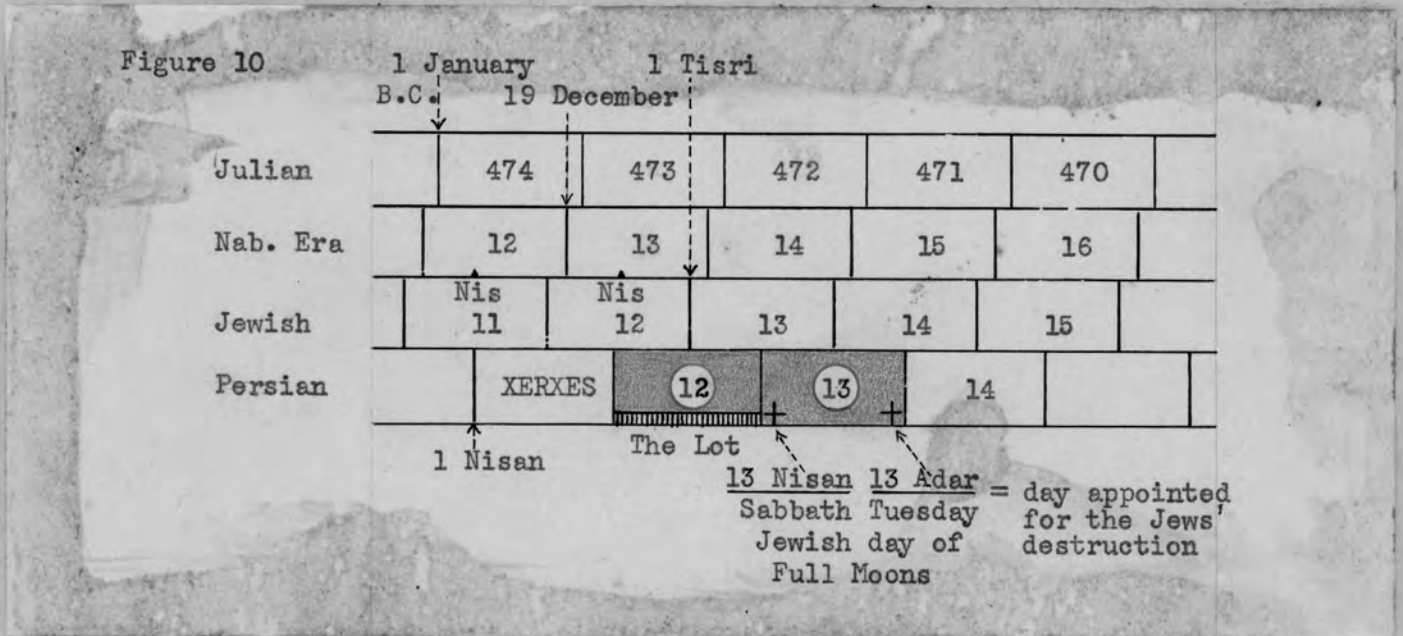 Figure 10
1 January 1 Tisri
B.C. 19 December
Julian 474 473 472 471 470
Nab. Era 12 13 14 15 16
Nis Nis
Jewish 11 12 13 14 15
Persian XERXES 12 13 14
1 Nisan The Lot
13 Nisan 13 Adar = day appointed
Sabbath Tuesday for the Jews'
Jewish day of destruction
Full Moons